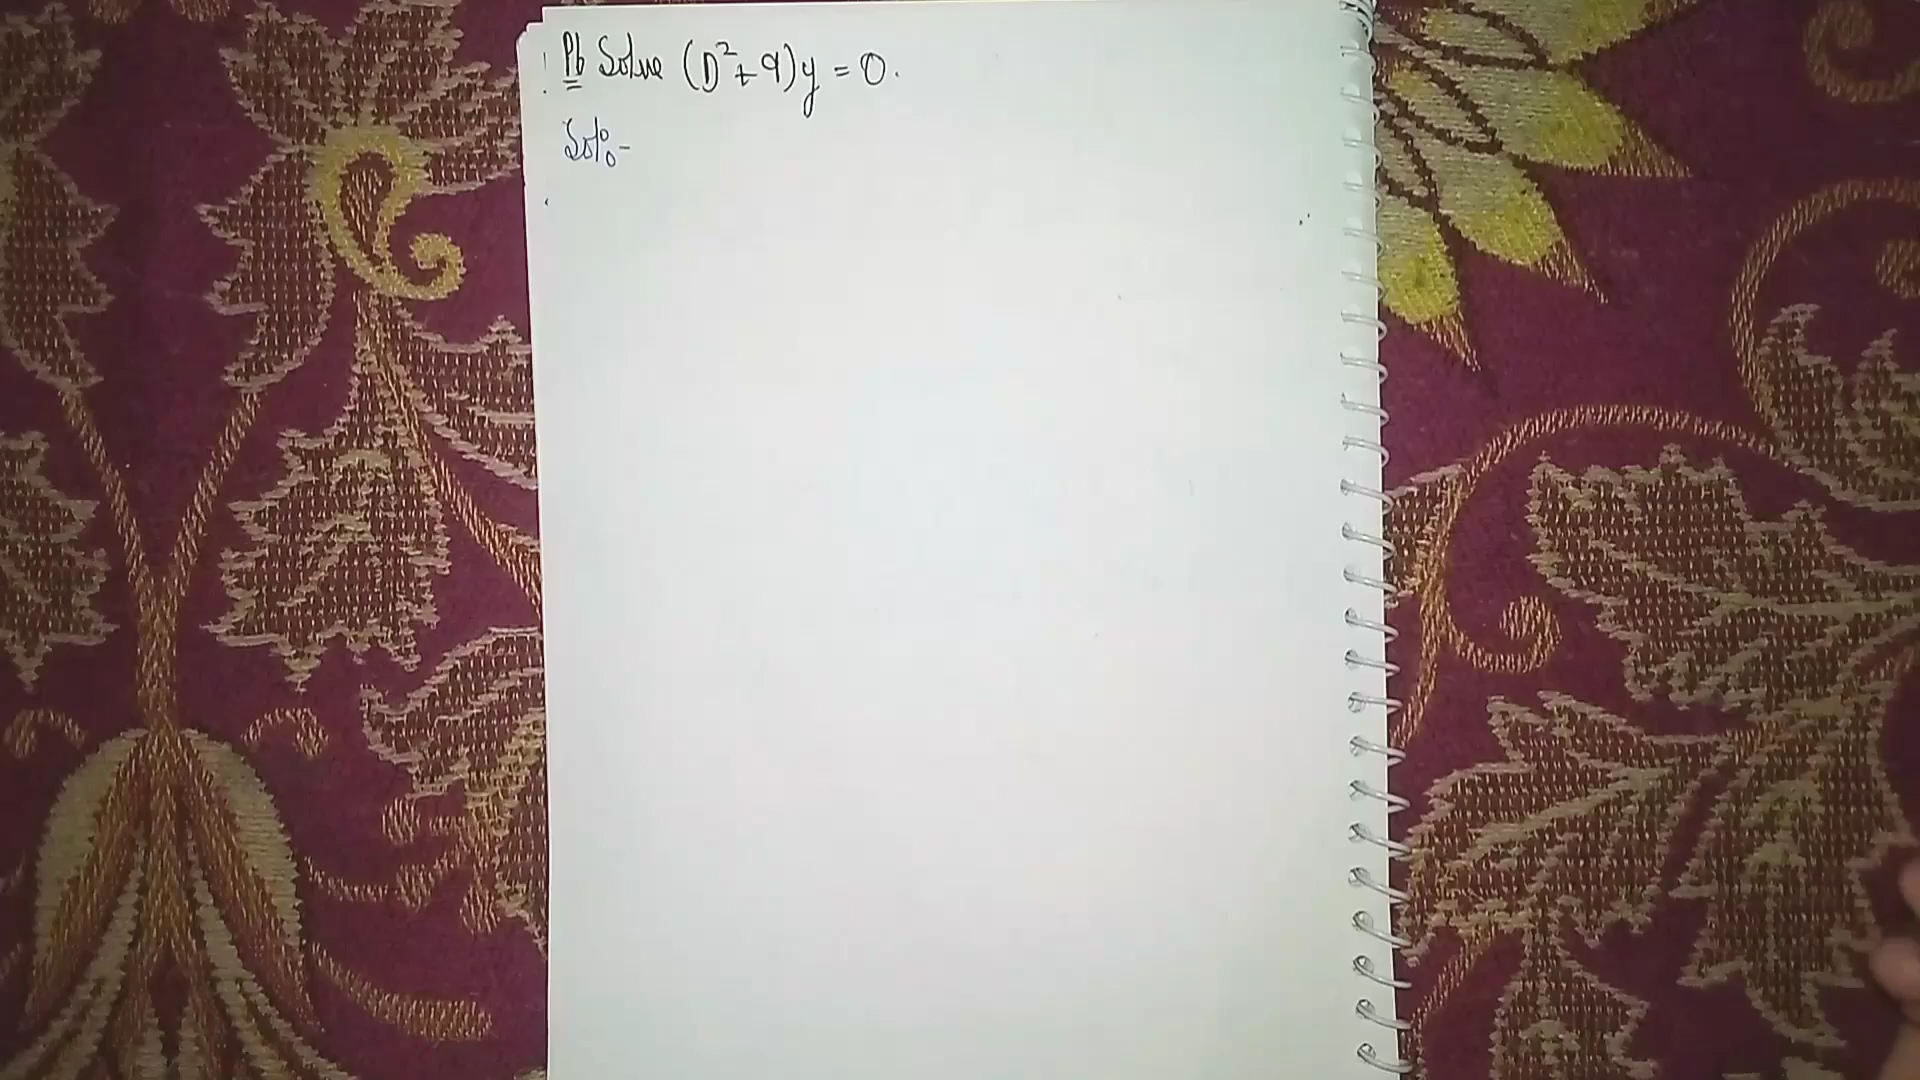 Pb Solve (D²+9)y = 0.
Sol:-